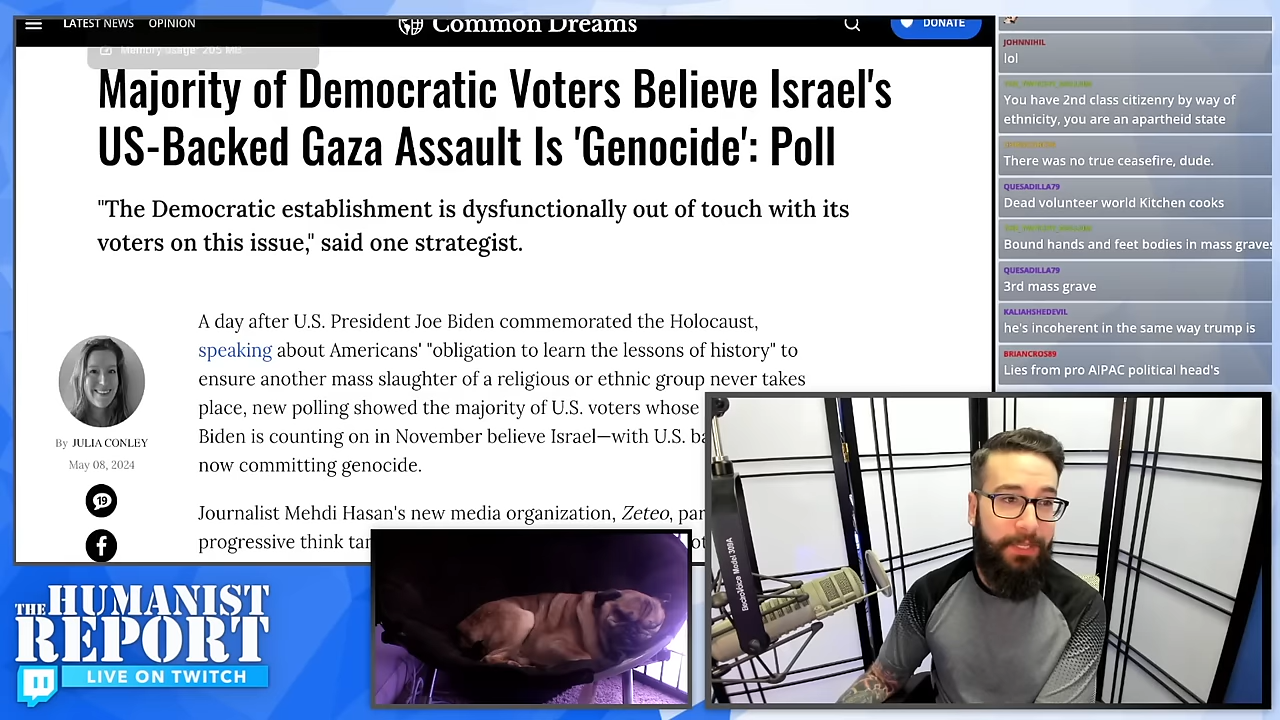 LATEST NEWS
OPINION
Common Dreams
DONATE
Memory usage: 205 MB
Majority of Democratic Voters Believe Israel's
US-Backed Gaza Assault Is 'Genocide': Poll
"The Democratic establishment is dysfunctionally out of touch with its
voters on this issue," said one strategist.
By JULIA CONLEY
May 08, 2024
19
A day after U.S. President Joe Biden commemorated the Holocaust,
speaking about Americans' "obligation to learn the lessons of history" to
ensure another mass slaughter of a religious or ethnic group never takes
place, new polling showed the majority of U.S. voters whose
Biden is counting on in November believe Israel—with U.S. ba
now committing genocide.
Journalist Mehdi Hasan's new media organization, Zeteo, par
progressive think tan
ot
JOHNNIHIL
lol
You have 2nd class citizenry by way of
ethnicity, you are an apartheid state
There was no true ceasefire, dude.
QUESADILLA79
Dead volunteer world Kitchen cooks
Bound hands and feet bodies in mass graves
QUESADILLA79
3rd mass grave
KALIAHSHEDEVIL
he's incoherent in the same way trump is
BRIANCROS89
Lies from pro AIPAC political head's
THE HUMANIST
REPORT
LIVE ON TWITCH